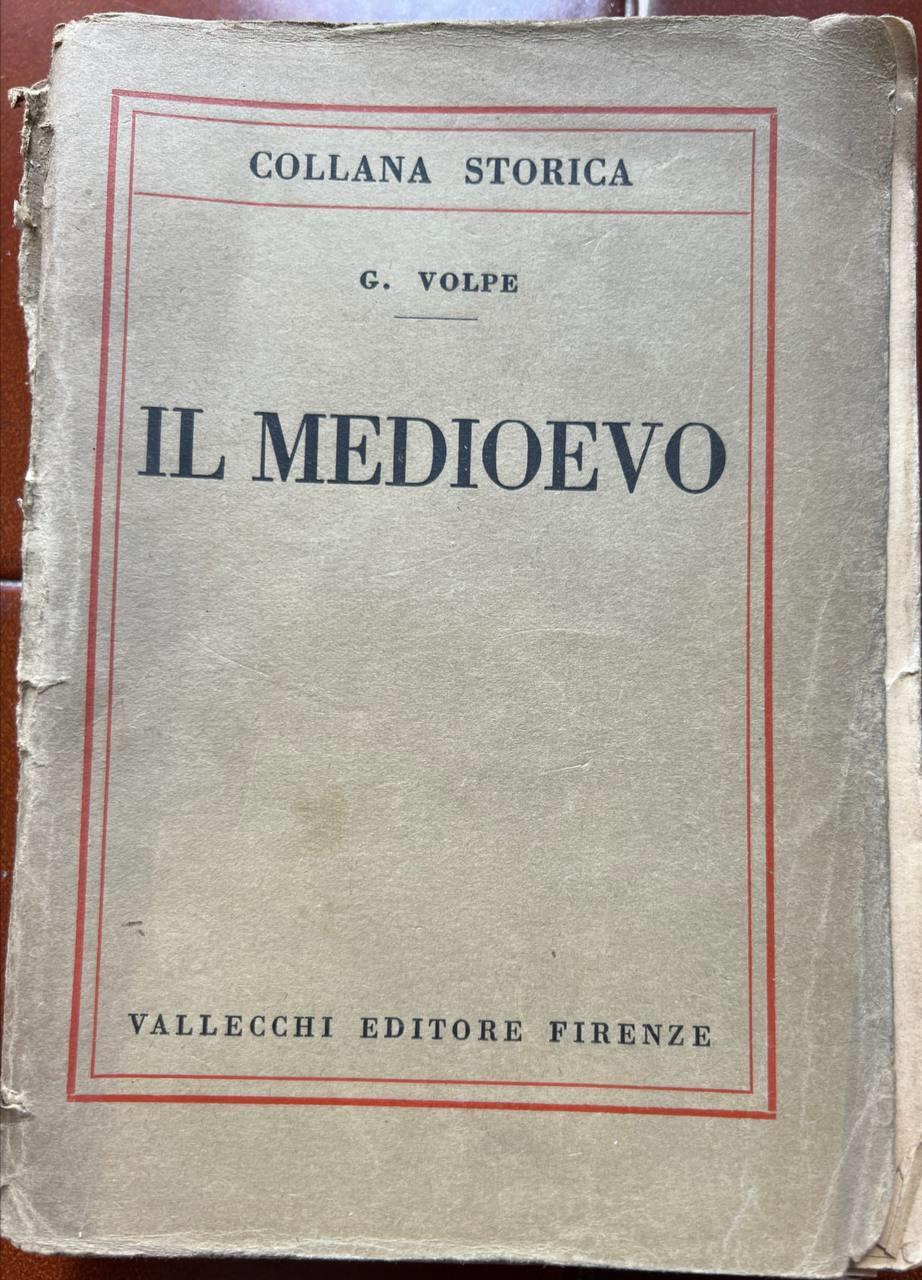 COLLANA STORICA
G. VOLPE
IL MEDIOEVO
VALLECCHI EDITORE FIRENZE